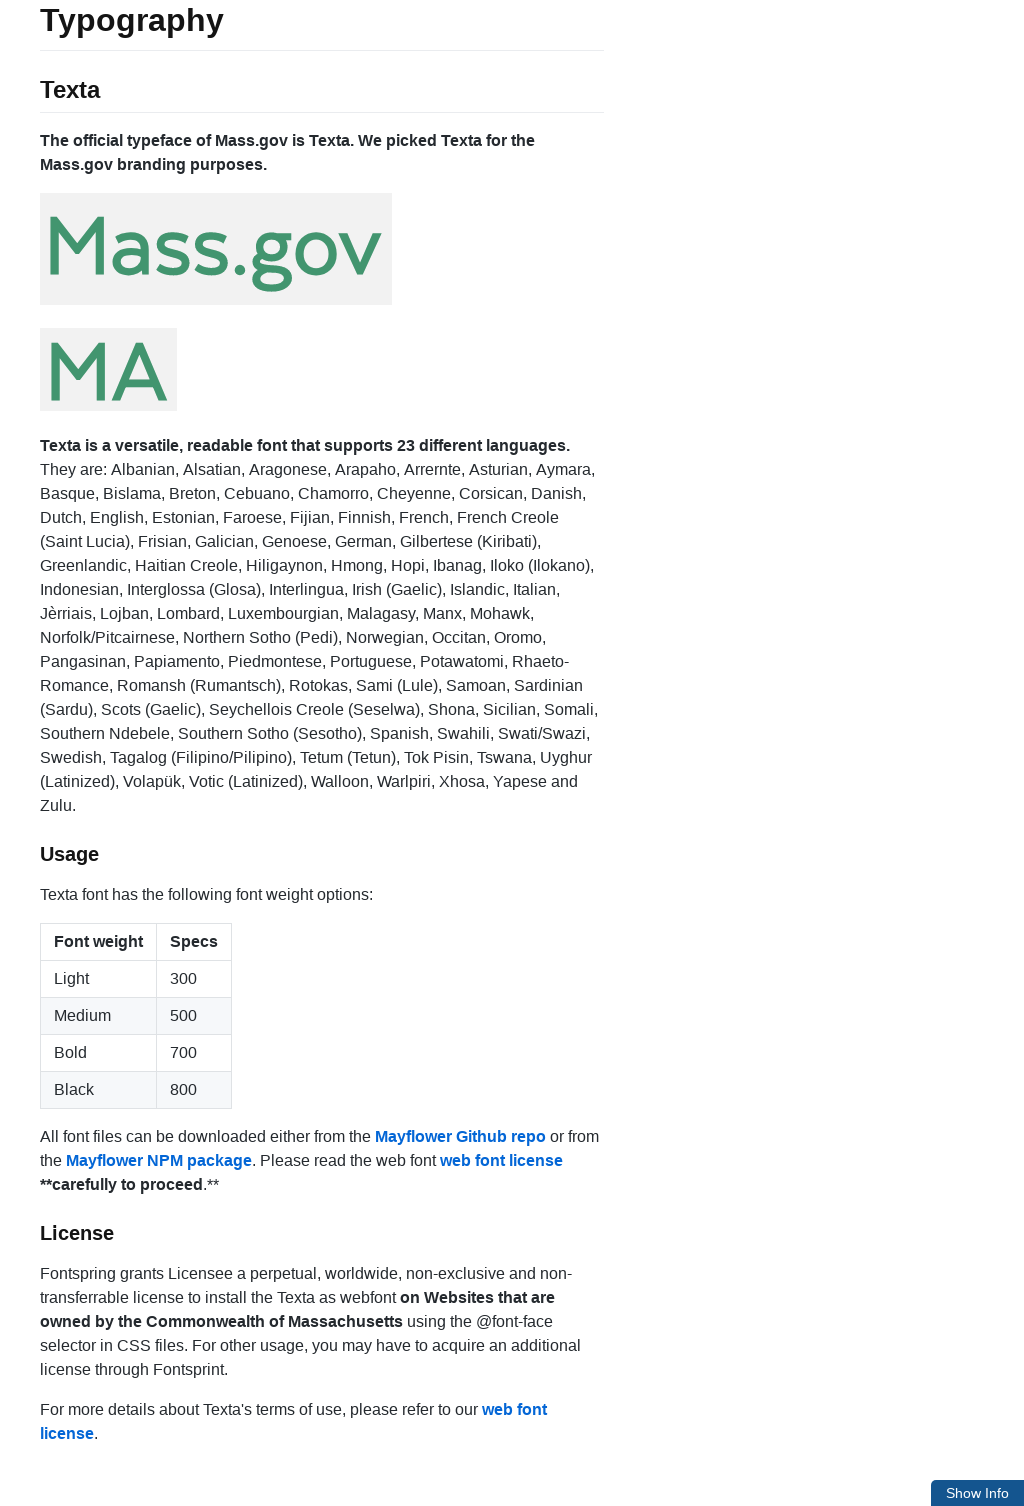 Typography
Texta
The official typeface of Mass.gov is Texta. We picked Texta for the
Mass.gov branding purposes.
Mass.gov
MA
Texta is a versatile, readable font that supports 23 different languages.
They are: Albanian, Alsatian, Aragonese, Arapaho, Arrernte, Asturian, Aymara,
Basque, Bislama, Breton, Cebuano, Chamorro, Cheyenne, Corsican, Danish,
Dutch, English, Estonian, Faroese, Fijian, Finnish, French, French Creole
(Saint Lucia), Frisian, Galician, Genoese, German, Gilbertese (Kiribati),
Greenlandic, Haitian Creole, Hiligaynon, Hmong, Hopi, Ibanag, Iloko (Ilokano),
Indonesian, Interglossa (Glosa), Interlingua, Irish (Gaelic), Islandic, Italian,
Jèrriais, Lojban, Lombard, Luxembourgian, Malagasy, Manx, Mohawk,
Norfolk/Pitcairnese, Northern Sotho (Pedi), Norwegian, Occitan, Oromo,
Pangasinan, Papiamento, Piedmontese, Portuguese, Potawatomi, Rhaeto-
Romance, Romansh (Rumantsch), Rotokas, Sami (Lule), Samoan, Sardinian
(Sardu), Scots (Gaelic), Seychellois Creole (Seselwa), Shona, Sicilian, Somali,
Southern Ndebele, Southern Sotho (Sesotho), Spanish, Swahili, Swati/Swazi,
Swedish, Tagalog (Filipino/Pilipino), Tetum (Tetun), Tok Pisin, Tswana, Uyghur
(Latinized), Volapük, Votic (Latinized), Walloon, Warlpiri, Xhosa, Yapese and
Zulu.
Usage
Texta font has the following font weight options:
Font weight Specs
Light 300
Medium 500
Bold 700
Black 800
All font files can be downloaded either from the Mayflower Github repo or from
the Mayflower NPM package. Please read the web font license
**carefully to proceed.**
License
Fontspring grants Licensee a perpetual, worldwide, non-exclusive and non-
transferrable license to install the Texta as webfont on Websites that are
owned by the Commonwealth of Massachusetts using the @font-face
selector in CSS files. For other usage, you may have to acquire an additional
license through Fontsprint.
For more details about Texta's terms of use, please refer to our web font
license.
Show Info